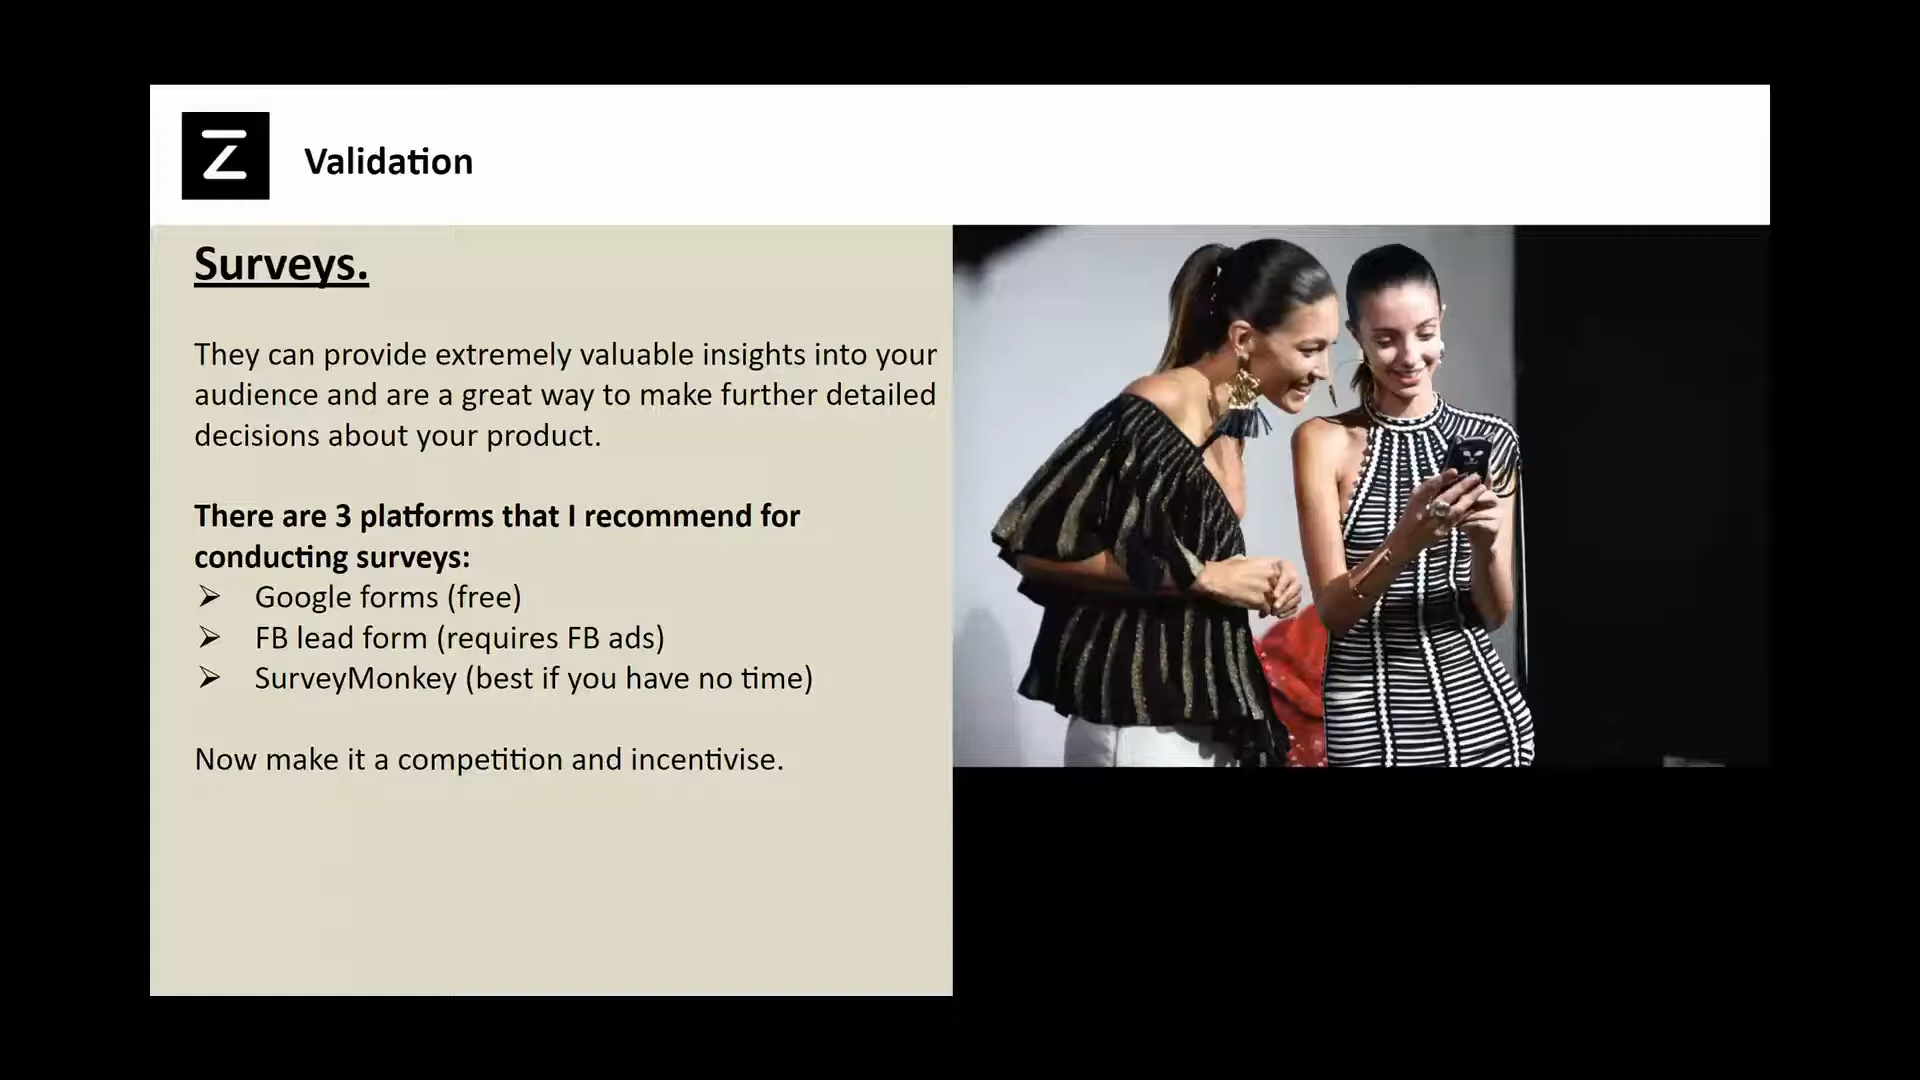 Z
Validation
Surveys.
They can provide extremely valuable insights into your
audience and are a great way to make further detailed
decisions about your product.
There are 3 platforms that I recommend for
conducting surveys:
➢ Google forms (free)
➢ FB lead form (requires FB ads)
➢ SurveyMonkey (best if you have no time)
Now make it a competition and incentivise.